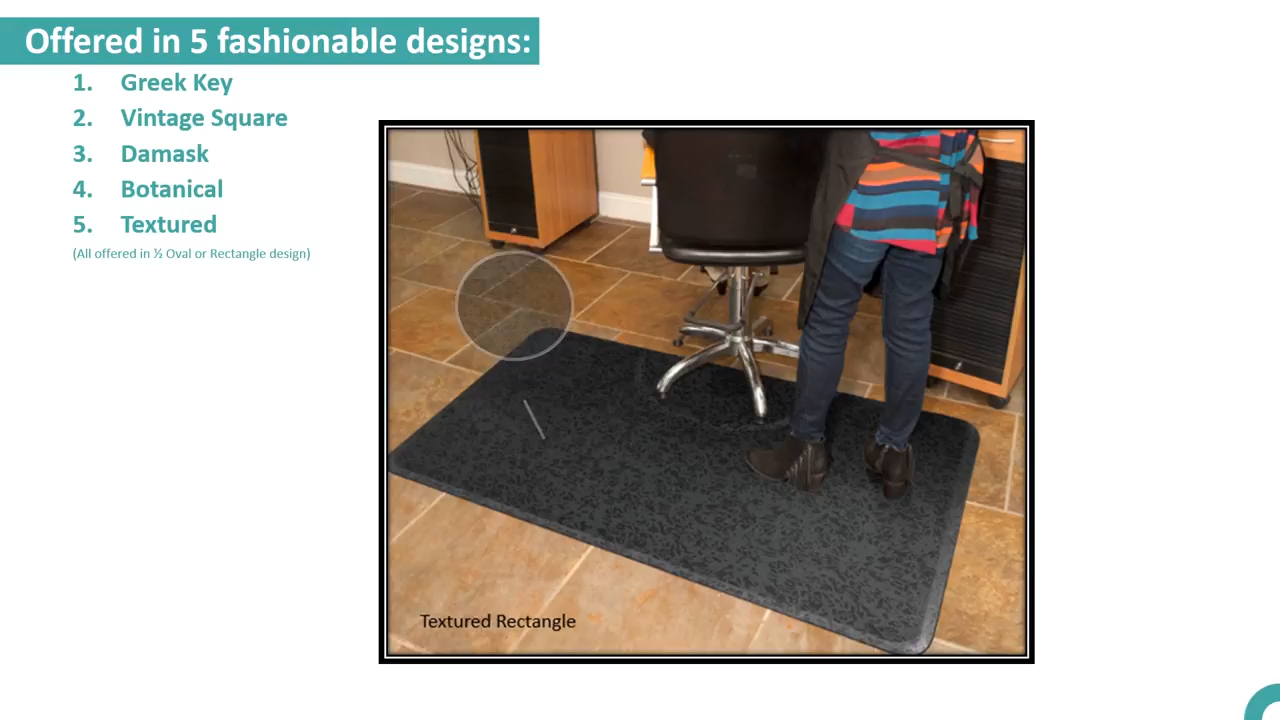 Offered in 5 fashionable designs:
1. Greek Key
2. Vintage Square
3. Damask
4. Botanical
5. Textured
(All offered in ½ Oval or Rectangle design)
Textured Rectangle